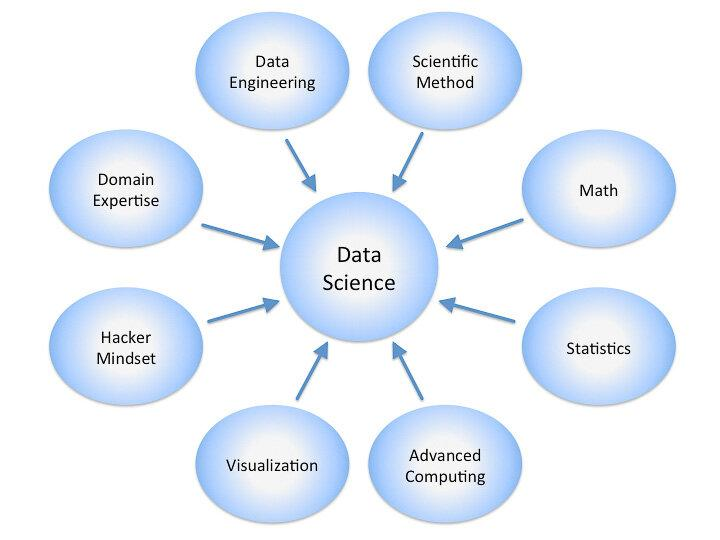 Data
Engineering
Scientific
Method
Domain
Expertise
Math
Data
Science
Hacker
Mindset
Statistics
Visualization
Advanced
Computing